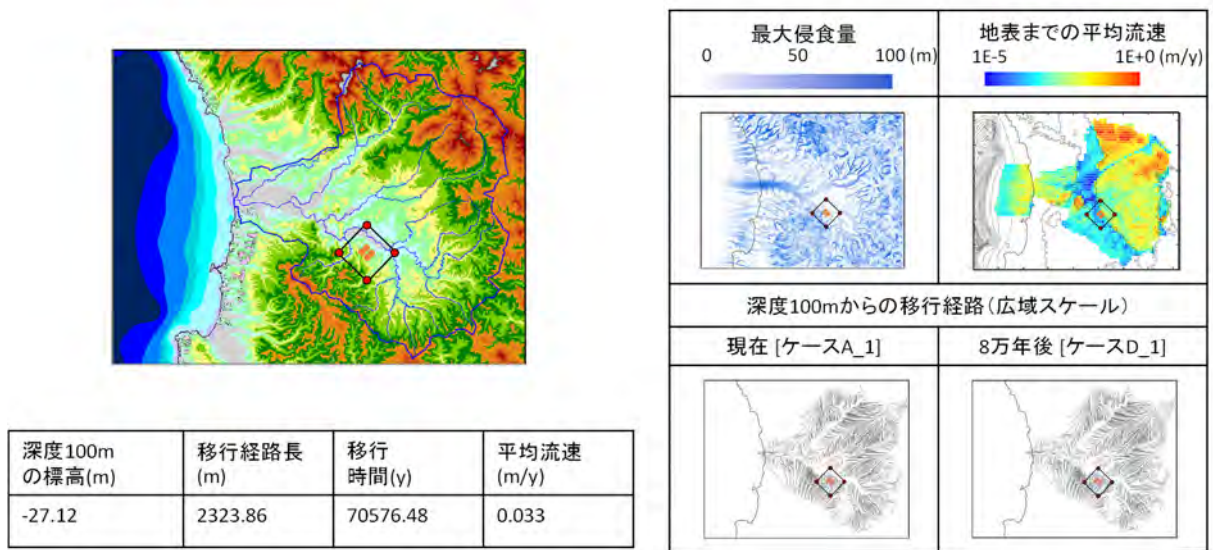 深度100m
の標高(m)
移行経路長
(m)
移行
時間(y)
平均流速
(m/y)
-27.12
2323.86
70576.48
0.033
最大侵食量
0 50 100 (m)
地表までの平均流速
1E-5 1E+0 (m/y)
深度100mからの移行経路(広域スケール)
現在 [ケースA_1]
8万年後 [ケースD_1]